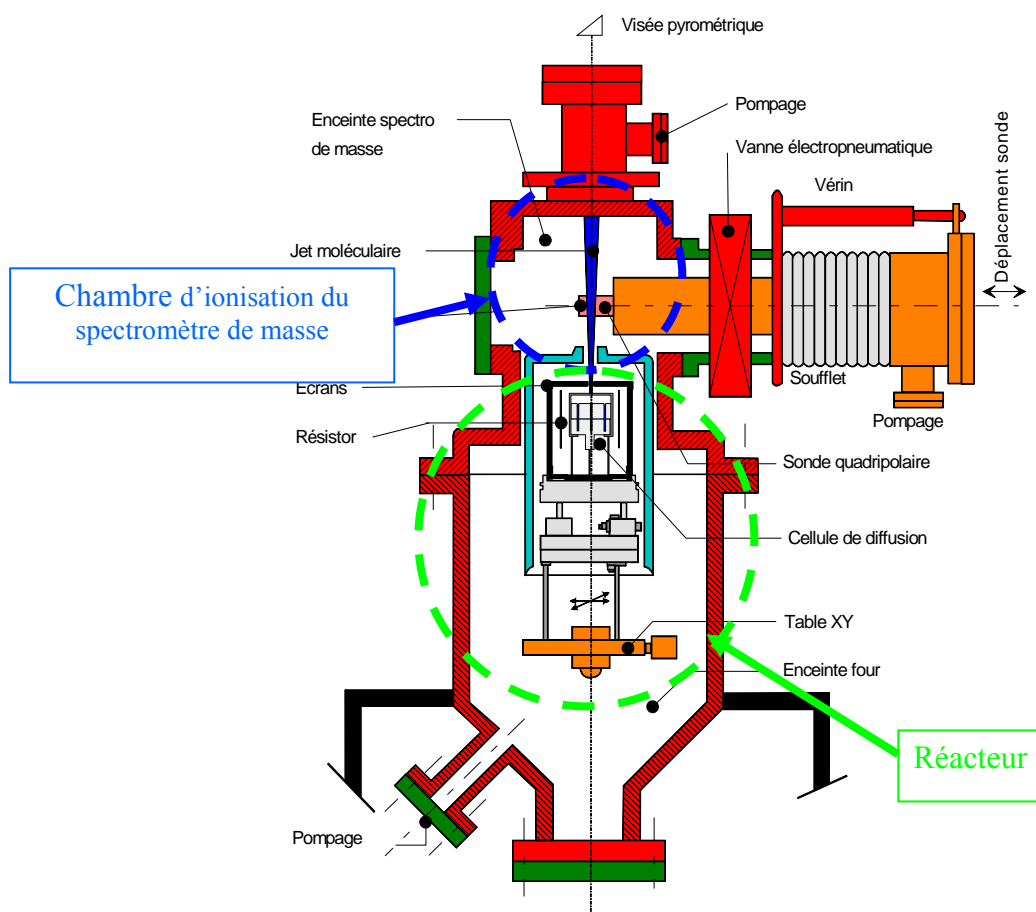 Visée pyrométrique
Enceinte spectro
de masse
Pompage
Vanne électropneumatique
Vérin
Déplacement sonde
Jet moléculaire
Chambre d'ionisation du
spectromètre de masse
Soufflet
Ecrans
Pompage
Résistor
Sonde quadripolaire
Cellule de diffusion
Table XY
Enceinte four
Réacteur
Pompage